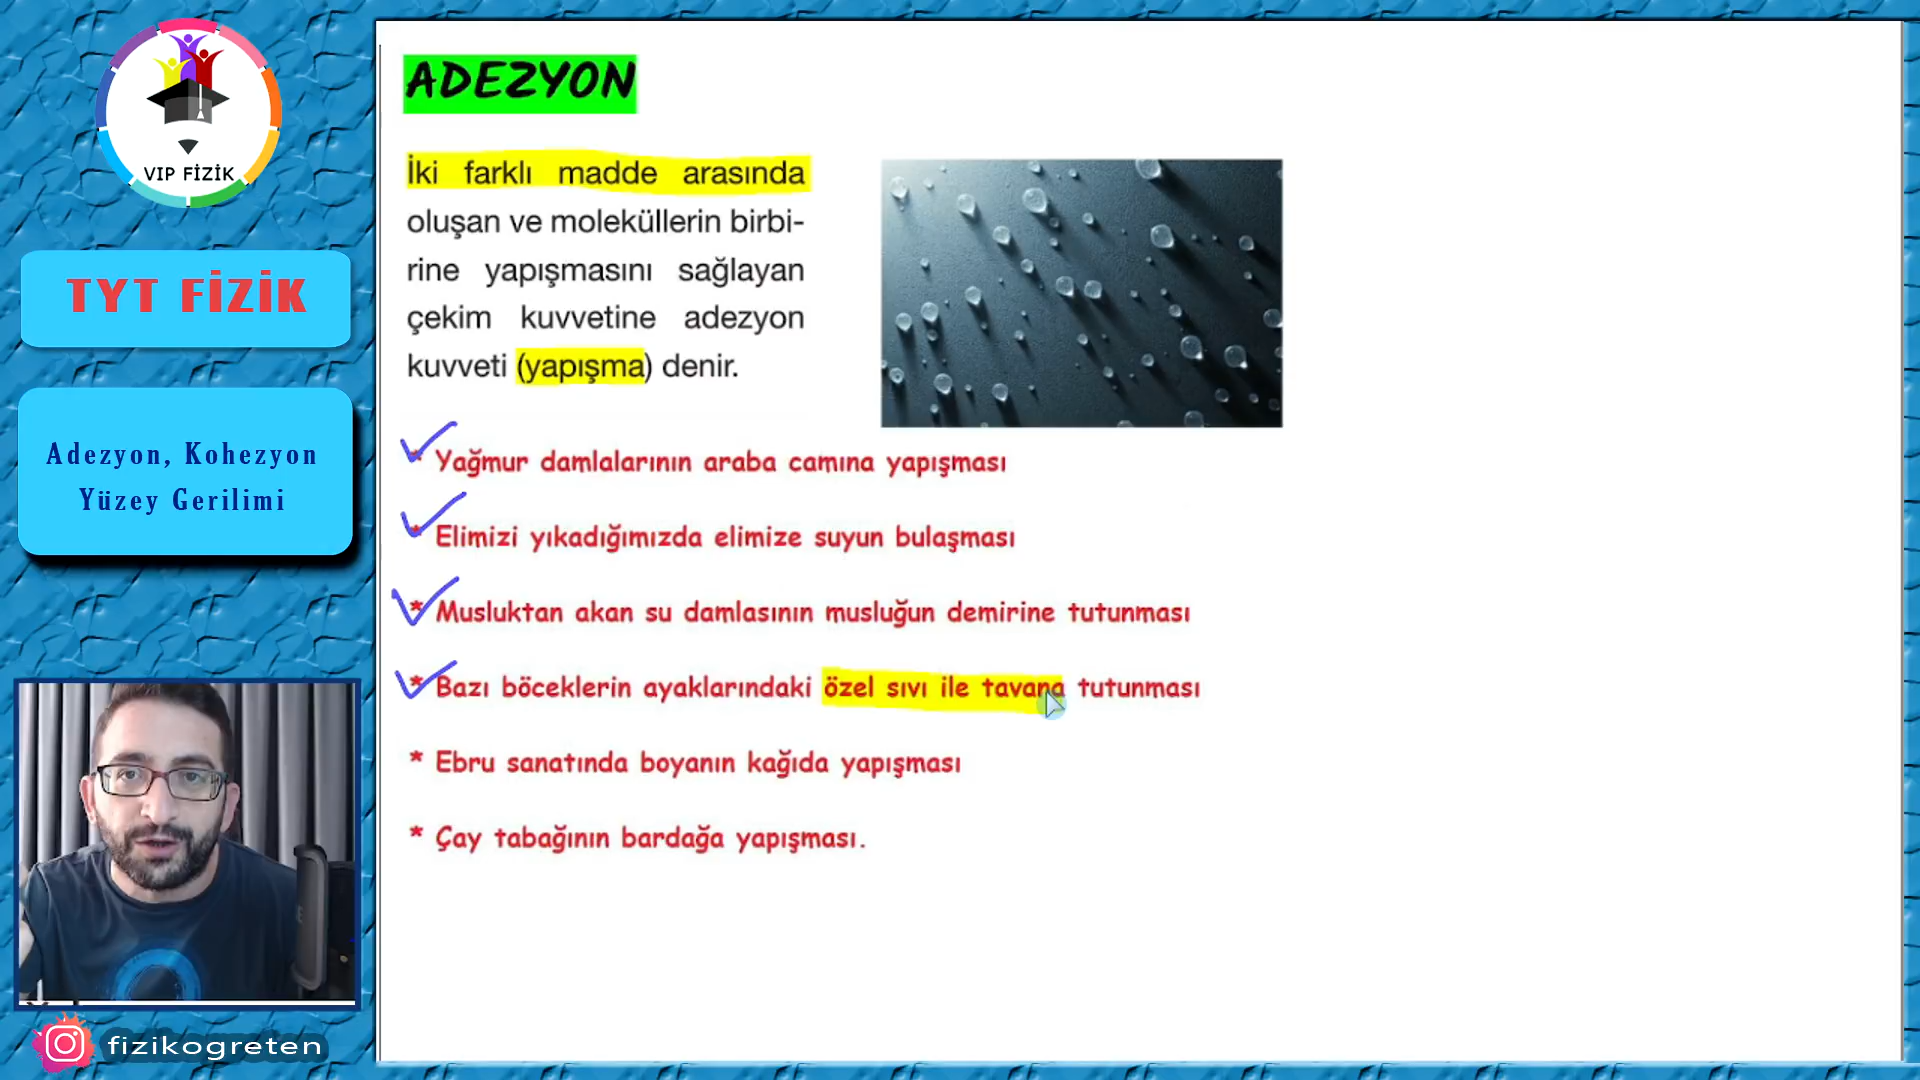 VIP FİZİK
TYT FİZİK
Adezyon, Kohezyon
Yüzey Gerilimi
fizikogreten
ADEZYON
İki farklı madde arasında
oluşan ve moleküllerin birbi-
rine yapışmasını sağlayan
çekim kuvvetine adezyon
kuvveti (yapışma) denir.
* Yağmur damlalarının araba camına yapışması
* Elimizi yıkadığımızda elimize suyun bulaşması
* Musluktan akan su damlasının musluğun demirine tutunması
* Bazı böceklerin ayaklarındaki özel sıvı ile tavana tutunması
* Ebru sanatında boyanın kağıda yapışması
* Çay tabağının bardağa yapışması.